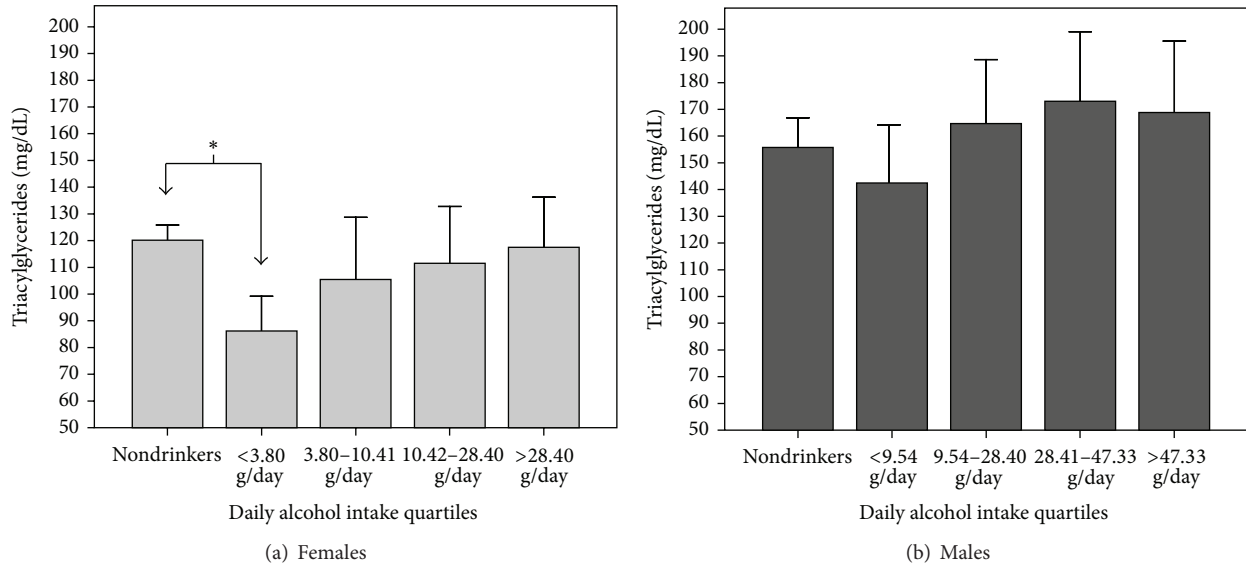 200
190
180
170
160
150
140
130
120
110
100
90
80
70
60
50
Triacylglycerides (mg/dL)
*
Nondrinkers
<3.80
g/day
3.80–10.41
g/day
10.42–28.40
g/day
>28.40
g/day
Daily alcohol intake quartiles
(a) Females
200
190
180
170
160
150
140
130
120
110
100
90
80
70
60
50
Triacylglycerides (mg/dL)
Nondrinkers
<9.54
g/day
9.54–28.40
g/day
28.41–47.33
g/day
>47.33
g/day
Daily alcohol intake quartiles
(b) Males